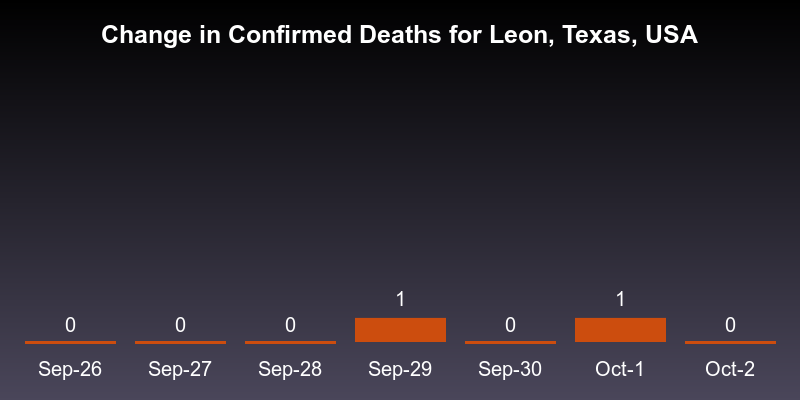 Change in Confirmed Deaths for Leon, Texas, USA
1 1
0 0 0 0 0
Sep-26 Sep-27 Sep-28 Sep-29 Sep-30 Oct-1 Oct-2